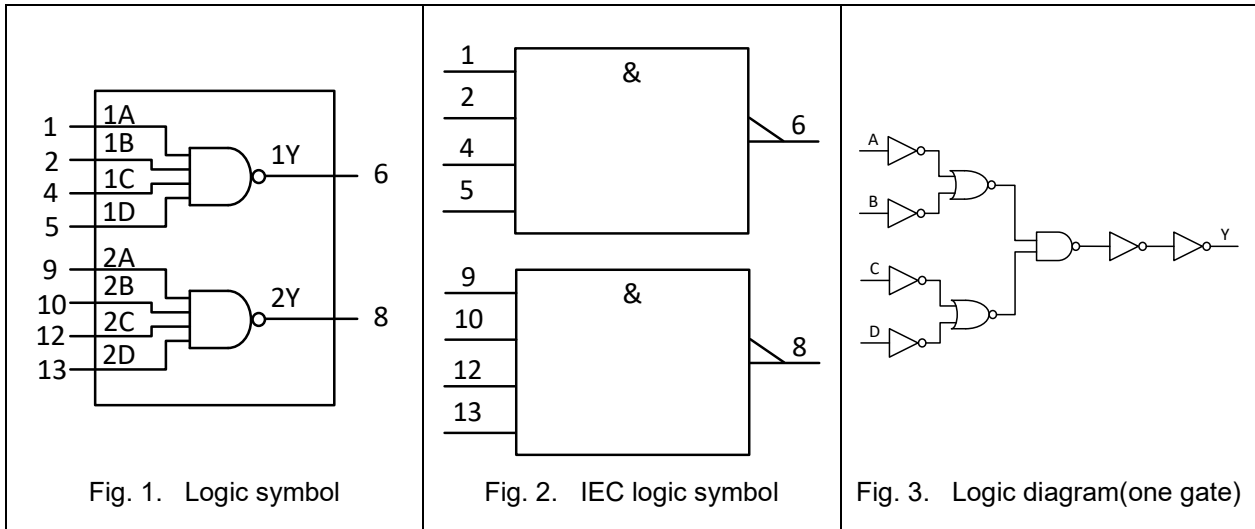 1 1A
1B
2
1C
4
1D
5
1Y
6
2A
9
2B
10
2C
12
2D
13
2Y
8
Fig. 1. Logic symbol
1
&
2
6
4
5
9
&
10
8
12
13
Fig. 2. IEC logic symbol
A
B
C
D
Y
Fig. 3. Logic diagram(one gate)